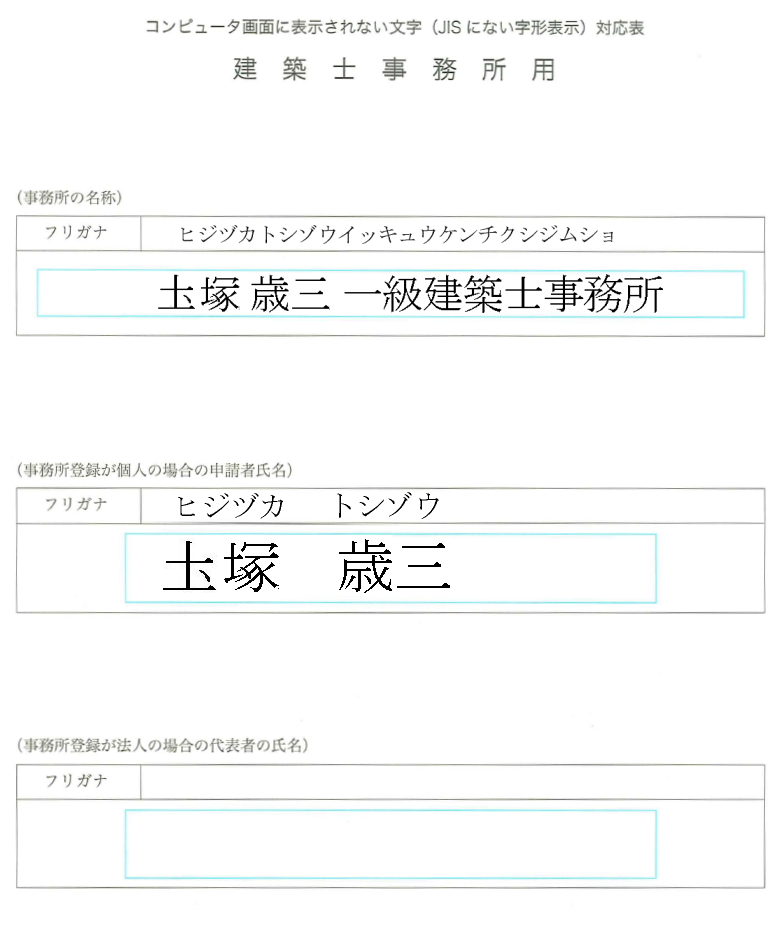 コンピュータ画面に表示されない文字（JISにない字形表示）対応表
建築士事務所用
(事務所の名称)
フリガナ ヒジヅカトシゾウイッキュウケンチクシジムショ
圡塚 歳三 一級建築士事務所
(事務所登録が個人の場合の申請者氏名)
フリガナ ヒジヅカ トシゾウ
圡塚 歳三
(事務所登録が法人の場合の代表者の氏名)
フリガナ